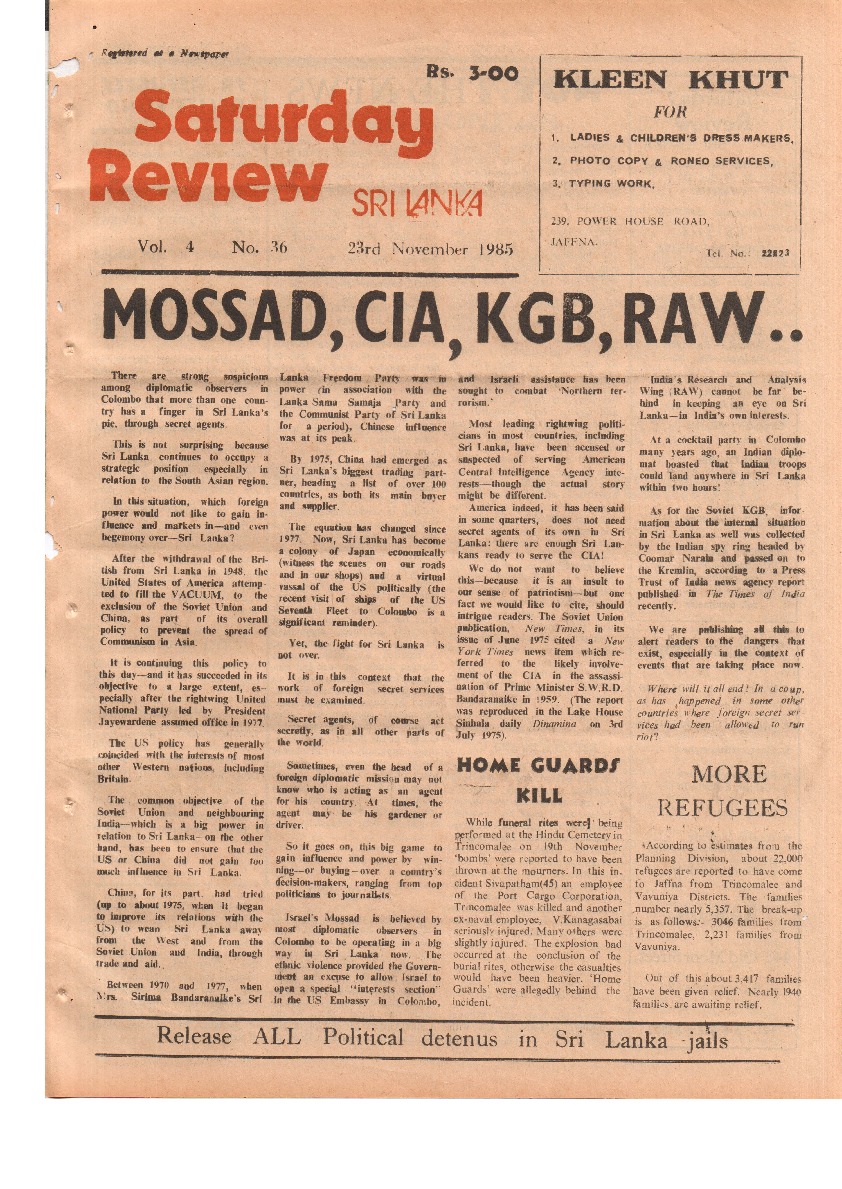 Registered as a Newspaper
Rs. 3-00
Saturday
Review
SRI LANKA
Vol. 4 No. 36 23rd November 1985
KLEEN KHUT
FOR
1. LADIES & CHILDREN'S DRESS MAKERS,
2. PHOTO COPY & RONEO SERVICES,
3. TYPING WORK,
239, POWER HOUSE ROAD,
JAFFNA.
Tel. No.: 22823
MOSSAD, CIA, KGB, RAW..
There are strong suspicions
among diplomatic observers in
Colombo that more than one coun-
try has a finger in Sri Lanka's
pie, through secret agents.
This is not surprising because
Sri Lanka continues to occupy a
strategic position especially in
relation to the South Asian region.
In this situation, which foreign
power would not like to gain in-
fluence and markets in—and even
hegemony over—Sri Lanka?
After the withdrawal of the Bri-
tish from Sri Lanka in 1948, the
United States of America attemp-
ted to fill the VACUUM, to the
exclusion of the Soviet Union and
China, as part of its overall
policy to prevent the spread of
Communism in Asia.
It is continuing this policy to
this day—and it has succeeded in its
objective to a large extent, es-
pecially after the rightwing United
National Party led by President
Jayewardene assumed office in 1977.
The US policy has generally
coincided with the interests of most
other Western nations, including
Britain.
The common objective of the
Soviet Union and neighbouring
India—which is a big power in
relation to Sri Lanka—on the other
hand, has been to ensure that the
US or China did not gain too
much influence in Sri Lanka.
China, for its part, had tried
(up to about 1975, when it began
to improve its relations with the
US) to wean Sri Lanka away
from the West and from the
Soviet Union and India, through
trade and aid.
Between 1970 and 1977, when
Mrs. Sirima Bandaranaike's Sri
Lanka Freedom Party was in
power (in association with the
Lanka Sama Samaja Party and
the Communist Party of Sri Lanka
for a period), Chinese influence
was at its peak.
By 1975, China had emerged as
Sri Lanka's biggest trading part-
ner, heading a list of over 100
countries, as both its main buyer
and supplier.
The equation has changed since
1977. Now, Sri Lanka has become
a colony of Japan economically
(witness the scenes on our roads
and in our shops) and a virtual
vassal of the US politically (the
recent visit of ships of the US
Seventh Fleet to Colombo is a
significant reminder).
Yet, the fight for Sri Lanka is
not over.
It is in this context that the
work of foreign secret services
must be examined.
Secret agents, of course act
secretly, as in all other parts of
the world.
Sometimes, even the head of a
foreign diplomatic mission may not
know who is acting as an agent
for his country. At times, the
agent may be his gardener or
driver.
So it goes on, this big game to
gain influence and power by win-
ning—or buying—over a country's
decision-makers, ranging from top
politicians to journalists.
Israel's Mossad is believed by
most diplomatic observers in
Colombo to be operating in a big
way in Sri Lanka now. The
ethnic violence provided the Govern-
ment an excuse to allow Israel to
open a special "interests section"
in the US Embassy in Colombo,
and Israeli assistance has been
sought to combat 'Northern ter-
rorism.'
Most leading rightwing politi-
cians in most countries, including
Sri Lanka, have been accused or
suspected of serving American
Central Intelligence Agency inte-
rests—though the actual story
might be different.
America indeed, it has been said
in some quarters, does not need
secret agents of its own in Sri
Lanka: there are enough Sri Lan-
kans ready to serve the CIA!
We do not want to believe
this—because it is an insult to
our sense of patriotism—but one
fact we would like to cite, should
intrigue readers. The Soviet Union
publication, New Times, in its
issue of June 1975 cited a New
York Times news item which re-
ferred to the likely involve-
ment of the CIA in the assassi-
nation of Prime Minister S.W.R.D.
Bandaranaike in 1959. (The report
was reproduced in the Lake House
Sinhala daily Dinamina on 3rd
July 1975).
HOME GUARDS
KILL
While funeral rites were being
performed at the Hindu Cemetery in
Trincomalee on 19th November
'bombs' were reported to have been
thrown at the mourners. In this in-
cident Sivapatham(45) an employee
of the Port Cargo Corporation,
Trincomalee was killed and another
ex-naval employee, V.Kanagasabai
seriously injured. Many others were
slightly injured. The explosion bad
occurred at the conclusion of the
burial rites, otherwise the casualties
would have been heavier. 'Home
Guards' were allegedly behind the
incident.
India's Research and Analysis
Wing (RAW) cannot be far be-
hind in keeping an eye on Sri
Lanka—in India's own interests.
At a cocktail party in Colombo
many years ago, an Indian diplo-
mat boasted that Indian troops
could land anywhere in Sri Lanka
within two hours!
As for the Soviet KGB, infor-
mation about the internal situation
in Sri Lanka as well was collected
by the Indian spy ring headed by
Coomar Narain and passed on to
the Kremlin, according to a Press
Trust of India news agency report
published in The Times of India
recently.
We are publishing all this to
alert readers to the dangers that
exist, especially in the context of
events that are taking place now.
Where will it all end? In a coup,
as has happened in some other
countries where foreign secret ser-
vices had been allowed to run
riot?
MORE
REFUGEES
According to estimates from the
Planning Division, about 22,000
refugees are reported to have come
to Jaffna from Trincomalee and
Vavuniya Districts. The families
number nearly 5,357. The break-up
is as follows:- 3046 families from
Trincomalee, 2,231 families from
Vavuniya.
Out of this about 3,417 families
have been given relief. Nearly 1940
families are awaiting relief.
Release ALL Political detenus in Sri Lanka jails